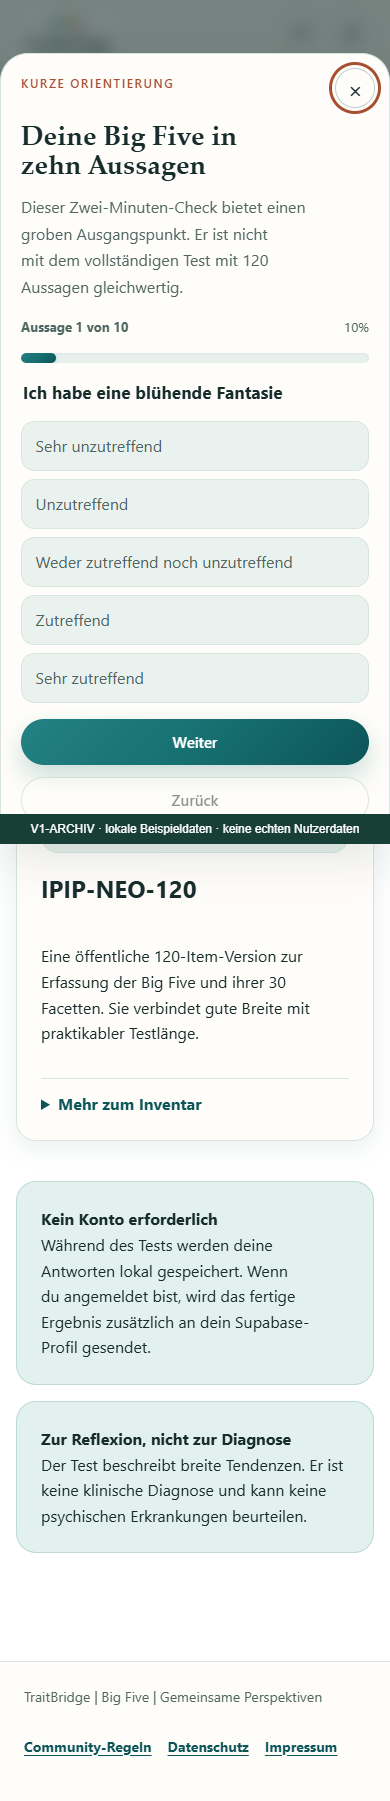 KURZE ORIENTIERUNG
×
Deine Big Five in
zehn Aussagen
Dieser Zwei-Minuten-Check bietet einen
groben Ausgangspunkt. Er ist nicht
mit dem vollständigen Test mit 120
Aussagen gleichwertig.
Aussage 1 von 10 10%
Ich habe eine blühende Fantasie
Sehr unzutreffend
Unzutreffend
Weder zutreffend noch unzutreffend
Zutreffend
Sehr zutreffend
Weiter
Zurück
V1-ARCHIV · lokale Beispieldaten · keine echten Nutzerdaten
IPIP-NEO-120
Eine öffentliche 120-Item-Version zur
Erfassung der Big Five und ihrer 30
Facetten. Sie verbindet gute Breite mit
praktikabler Testlänge.
Mehr zum Inventar
Kein Konto erforderlich
Während des Tests werden deine
Antworten lokal gespeichert. Wenn
du angemeldet bist, wird das fertige
Ergebnis zusätzlich an dein Supabase-
Profil gesendet.
Zur Reflexion, nicht zur Diagnose
Der Test beschreibt breite Tendenzen. Er ist
keine klinische Diagnose und kann keine
psychischen Erkrankungen beurteilen.
TraitBridge | Big Five | Gemeinsame Perspektiven
Community-Regeln Datenschutz Impressum